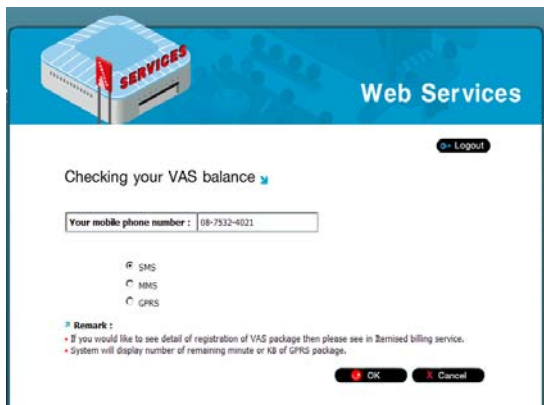 SERVICES
Web Services
Logout
Checking your VAS balance
Your mobile phone number : 08-7532-4021
SMS
MMS
GPRS
Remark :
• If you would like to see detail of registration of VAS package then please see in Itemised billing service.
• System will display number of remaining minute or KB of GPRS package.
OK
X Cancel